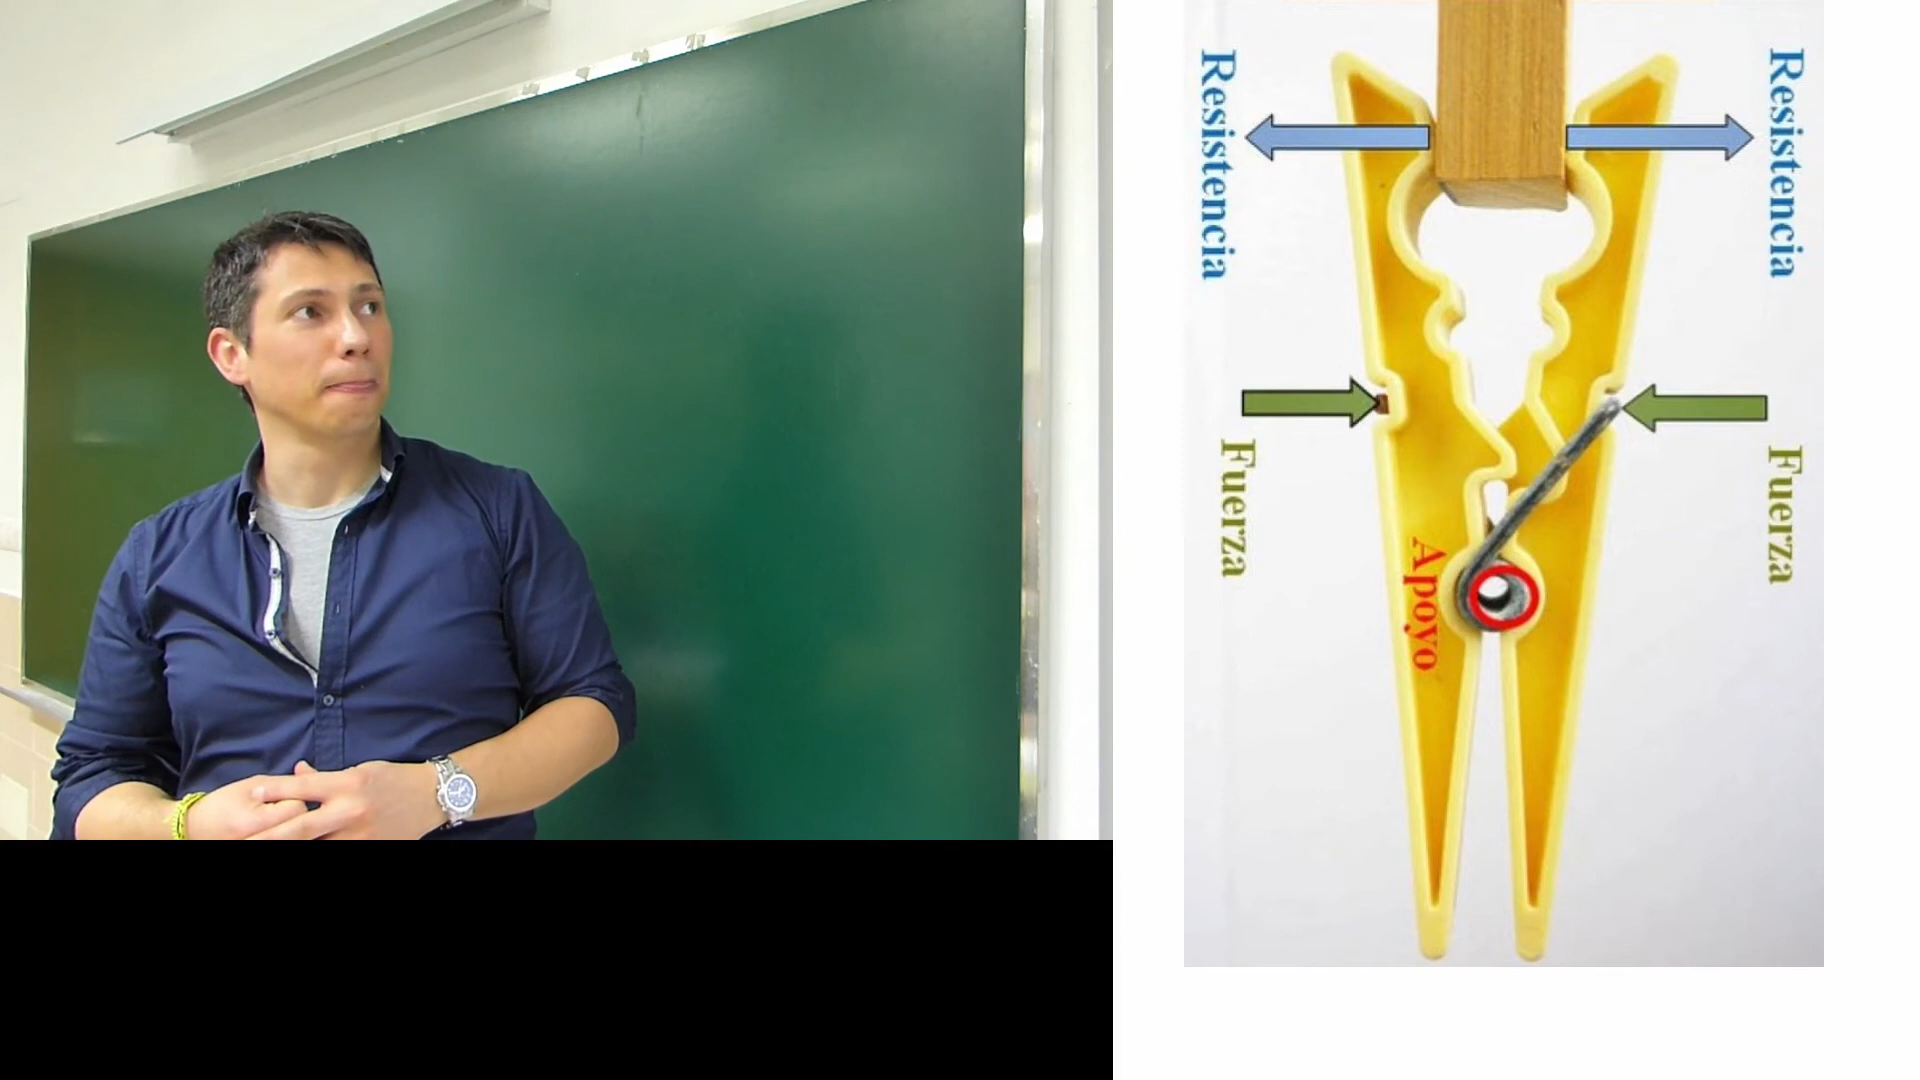 Resistencia
Resistencia
Fuerza
Fuerza
Apoyo